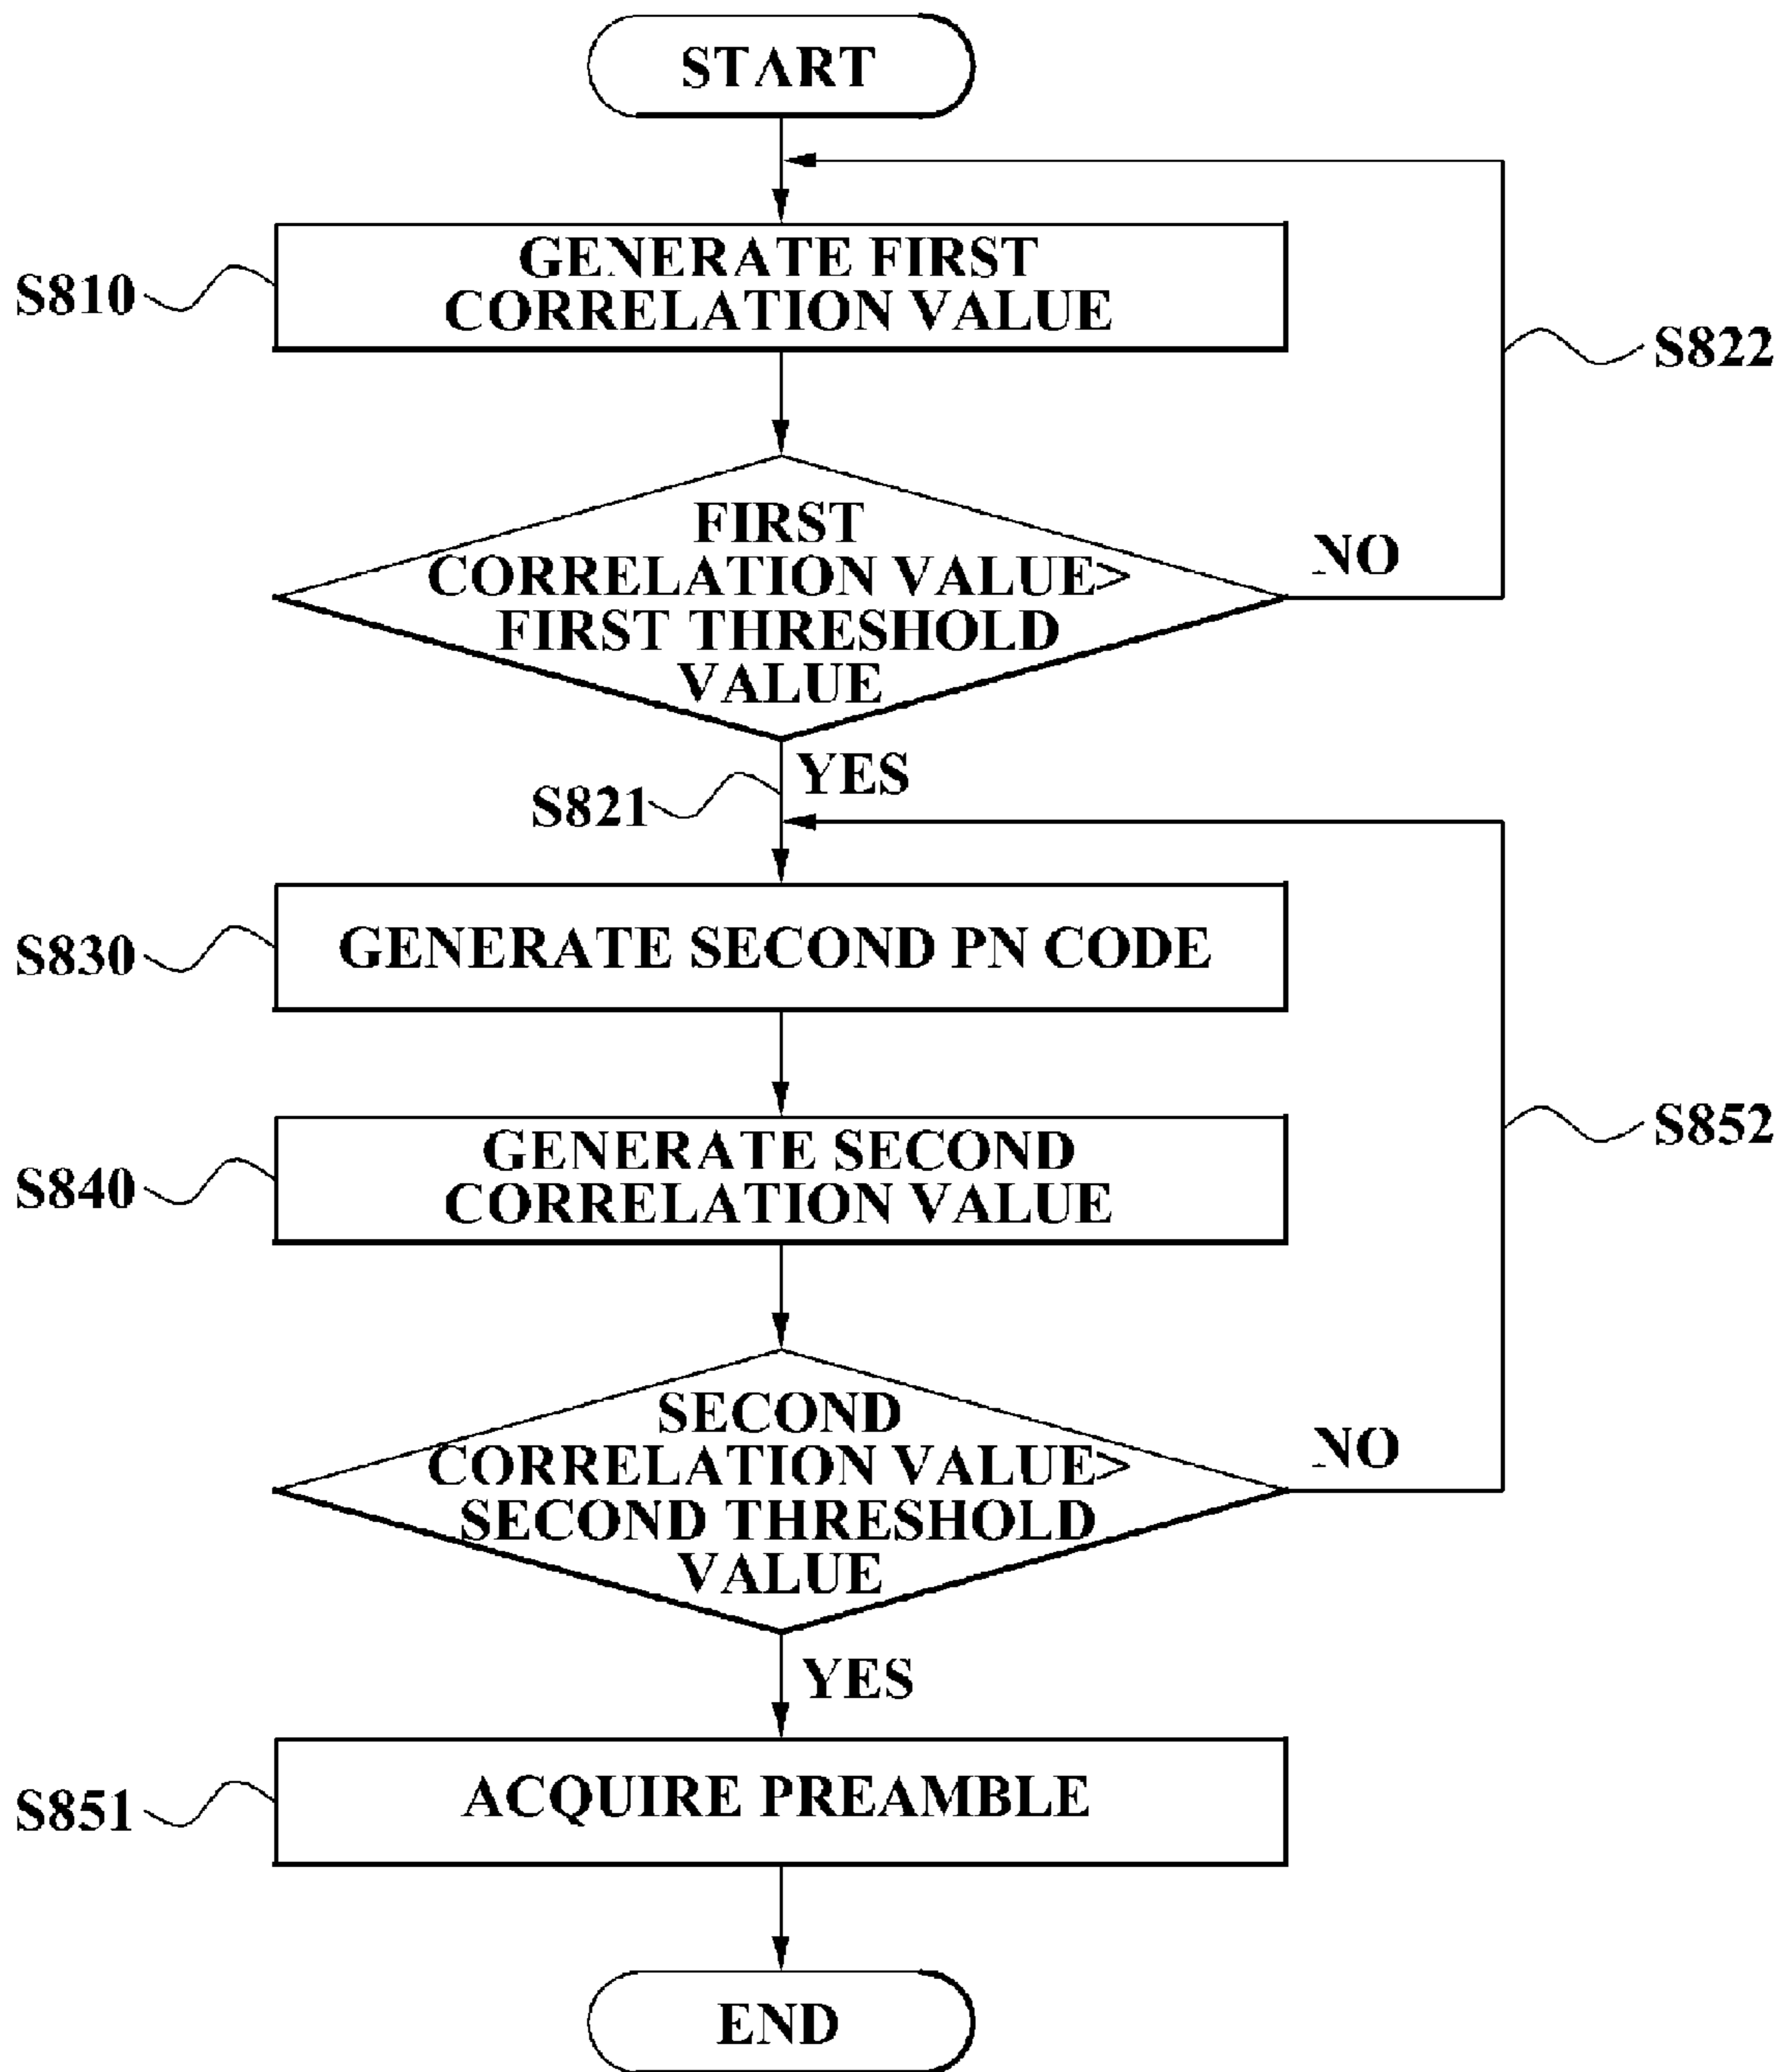 START
GENERATE FIRST
CORRELATION VALUE
S810
S822
FIRST
CORRELATION VALUE>
FIRST THRESHOLD
VALUE
NO
YES
S821
GENERATE SECOND PN CODE
S830
GENERATE SECOND
CORRELATION VALUE
S840
S852
SECOND
CORRELATION VALUE>
SECOND THRESHOLD
VALUE
NO
YES
ACQUIRE PREAMBLE
S851
END